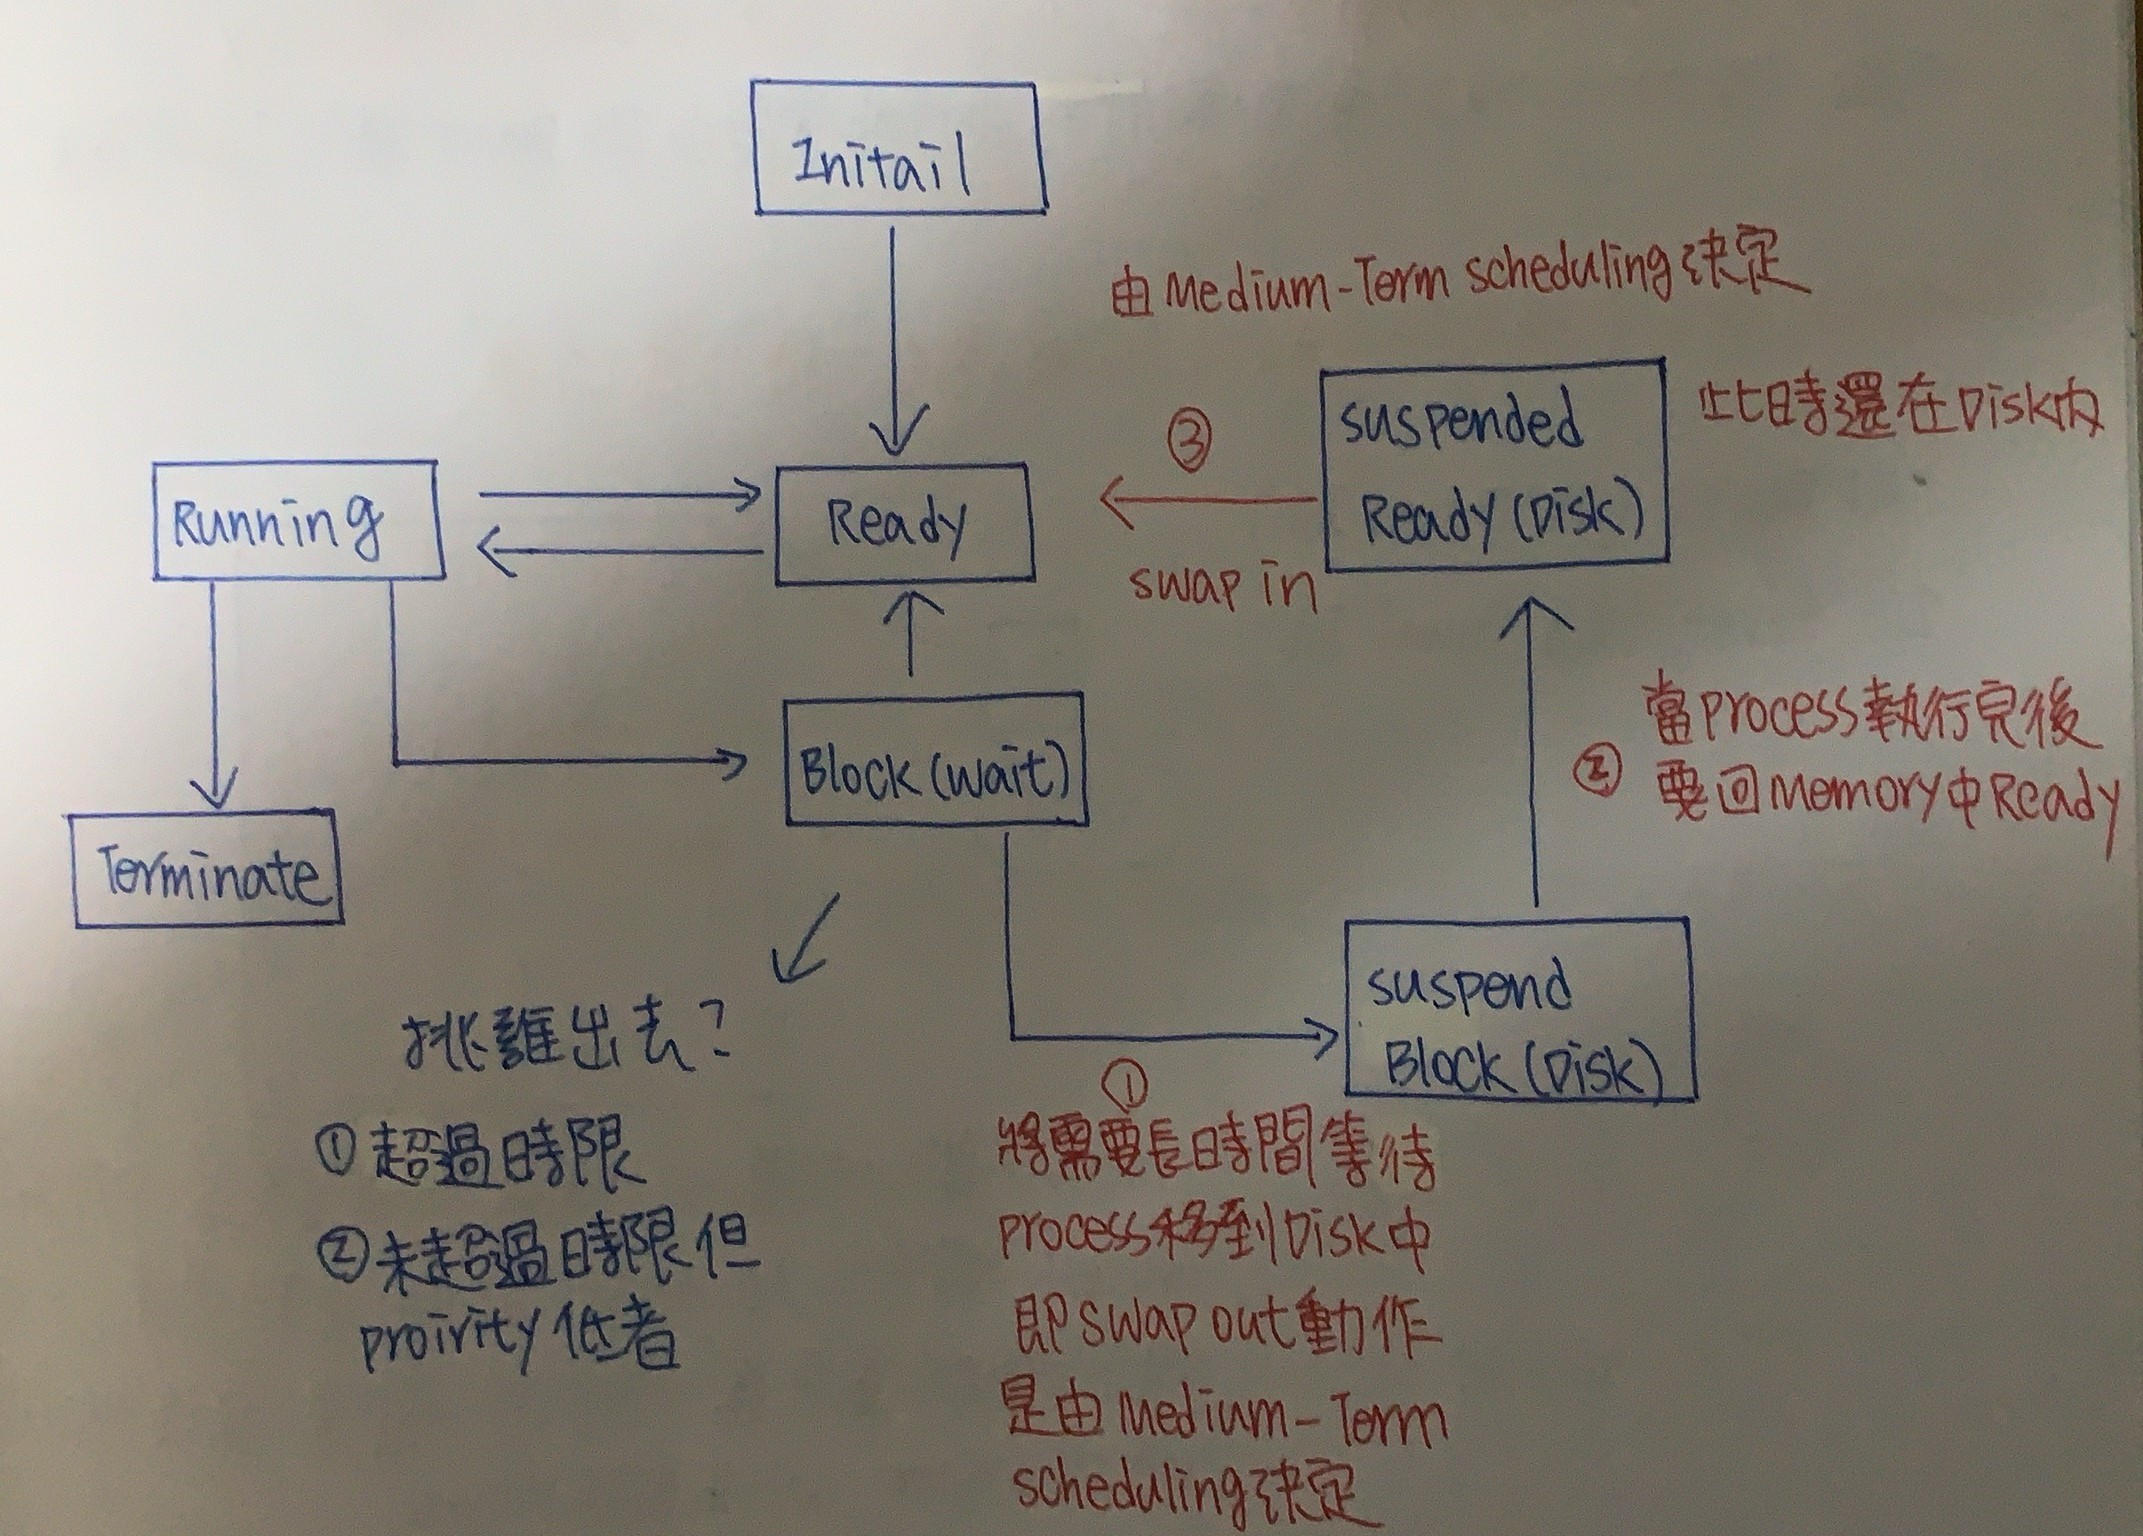 Initail
由Medium-Term scheduling決定
suspended
Ready (Disk)
此時還在Disk內
③
swap in
Running
Ready
當Process執行完後
② 要回Memory中Ready
Block (wait)
Terminate
suspend
Block (Disk)
挑誰出去?
① 超過時限
② 未超過時限但
proirity低者
①
將需要長時間等待
process移到Disk中
即swap out動作
是由Medium-Term
scheduling決定